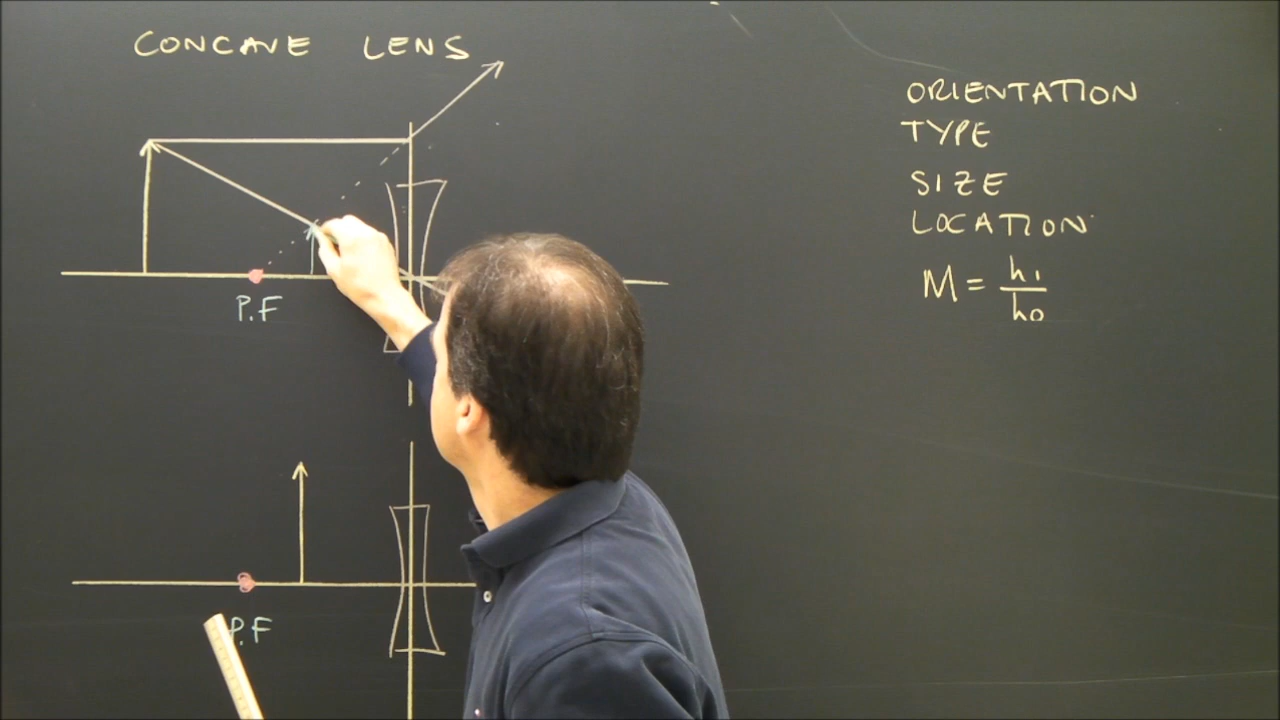 CONCAVE LENS
ORIENTATION
TYPE
SIZE
LOCATION
M = hi/ho
P.F
P.F